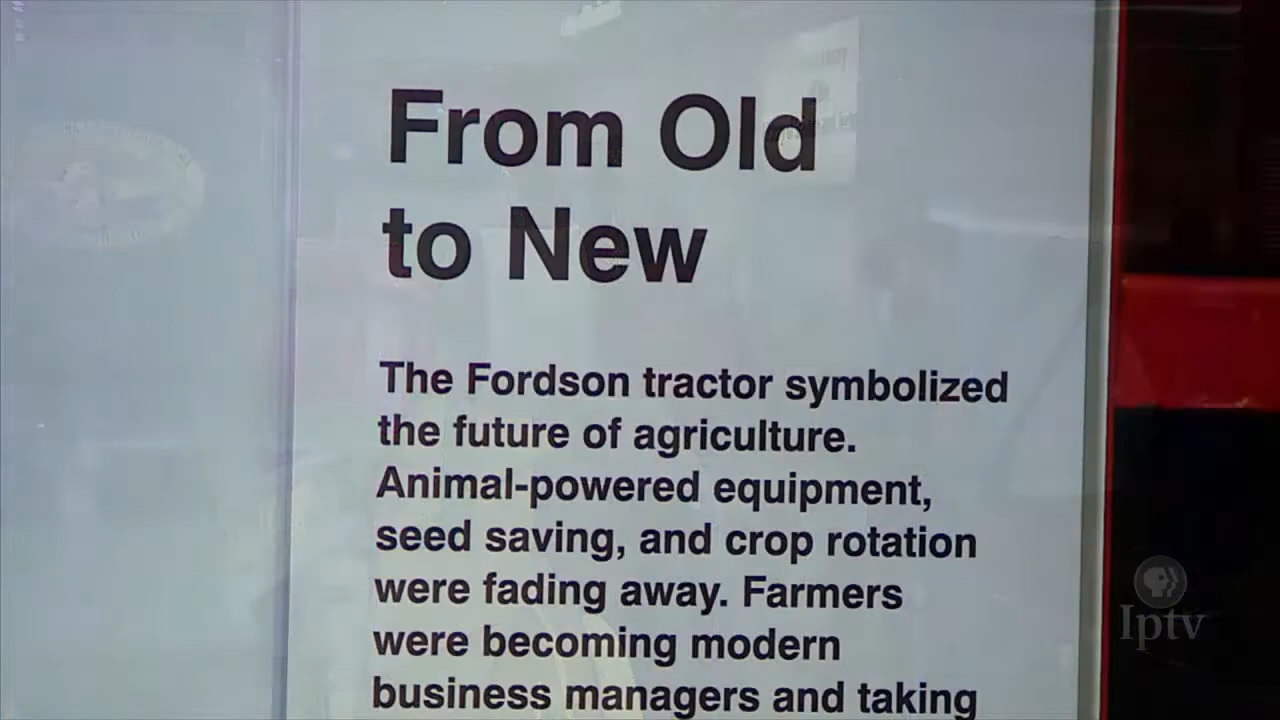 From Old
to New
The Fordson tractor symbolized
the future of agriculture.
Animal-powered equipment,
seed saving, and crop rotation
were fading away. Farmers
were becoming modern
business managers and taking
Iptv